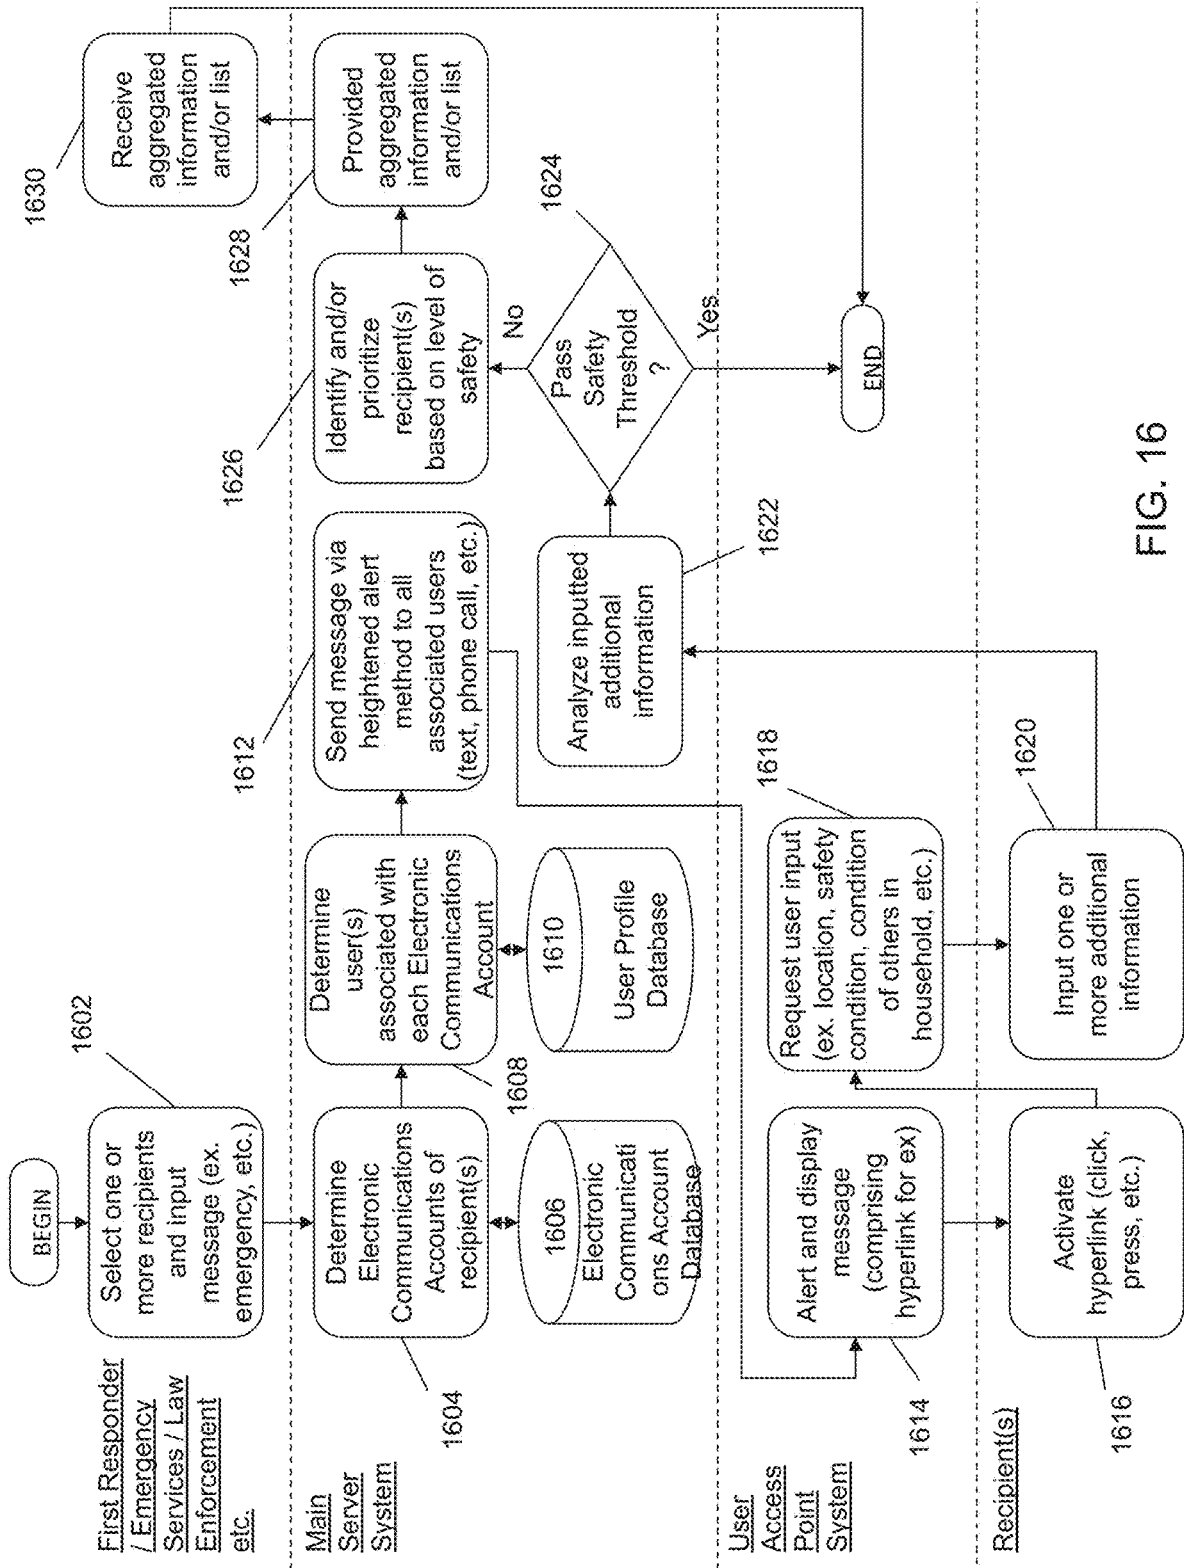 First Responder
/ Emergency
Services / Law
Enforcement
etc.
BEGIN
Select one or
more recipients
and input
message (ex.
emergency, etc.)
1602
Receive
aggregated
information
and/or list
1630
Main
Server
System
Determine
Electronic
Communications
Accounts of
recipient(s)
1604
1606
Electronic
Communicati
ons Account
Database
Determine
user(s)
associated with
each Electronic
Communications
Account
1608
1610
User Profile
Database
Send message via
heightened alert
method to all
associated users
(text, phone call, etc.)
1612
Analyze inputted
additional
information
1622
Identify and/or
prioritize
recipient(s)
based on level of
safety
1626
No
Pass
Safety
Threshold
?
1624
Yes
Provided
aggregated
information
and/or list
1628
User
Access
Point
System
Alert and display
message
(comprising
hyperlink for ex)
1614
Request user input
(ex. location, safety
condition, condition
of others in
household, etc.)
1618
END
Recipient(s)
Activate
hyperlink (click,
press, etc.)
1616
Input one or
more additional
information
1620
FIG. 16